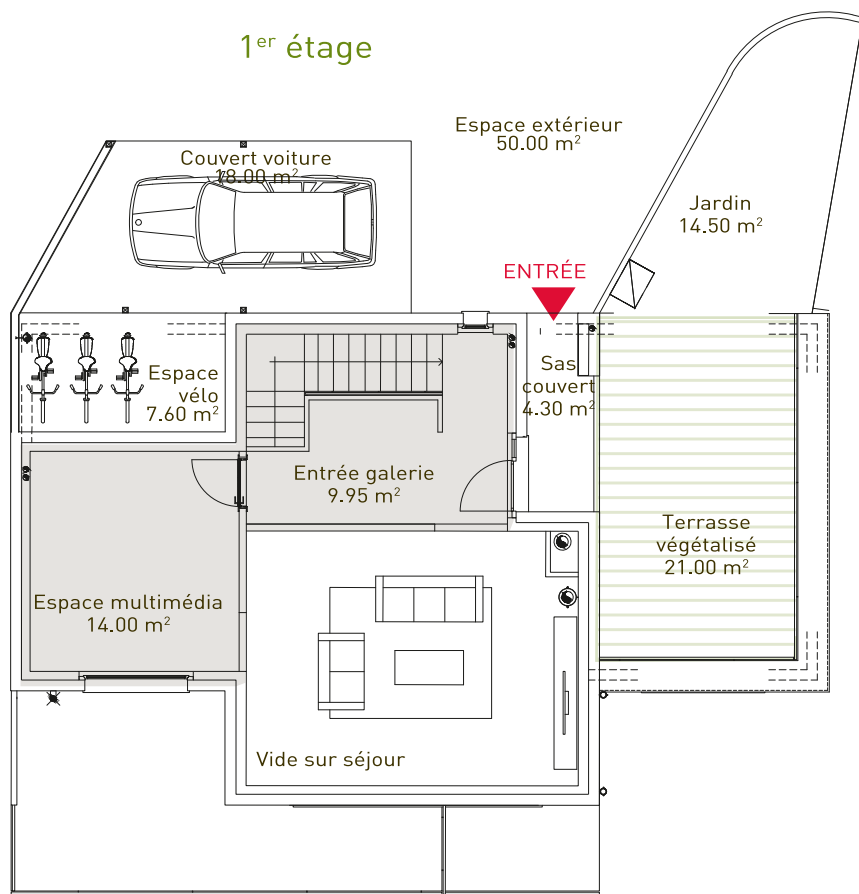 1er étage
Espace extérieur
50.00 m²
Couvert voiture
18.00 m²
Jardin
14.50 m²
ENTRÉE
Espace
vélo
7.60 m²
Sas
couvert
4.30 m²
Entrée galerie
9.95 m²
Terrasse
végétalisé
21.00 m²
Espace multimédia
14.00 m²
Vide sur séjour